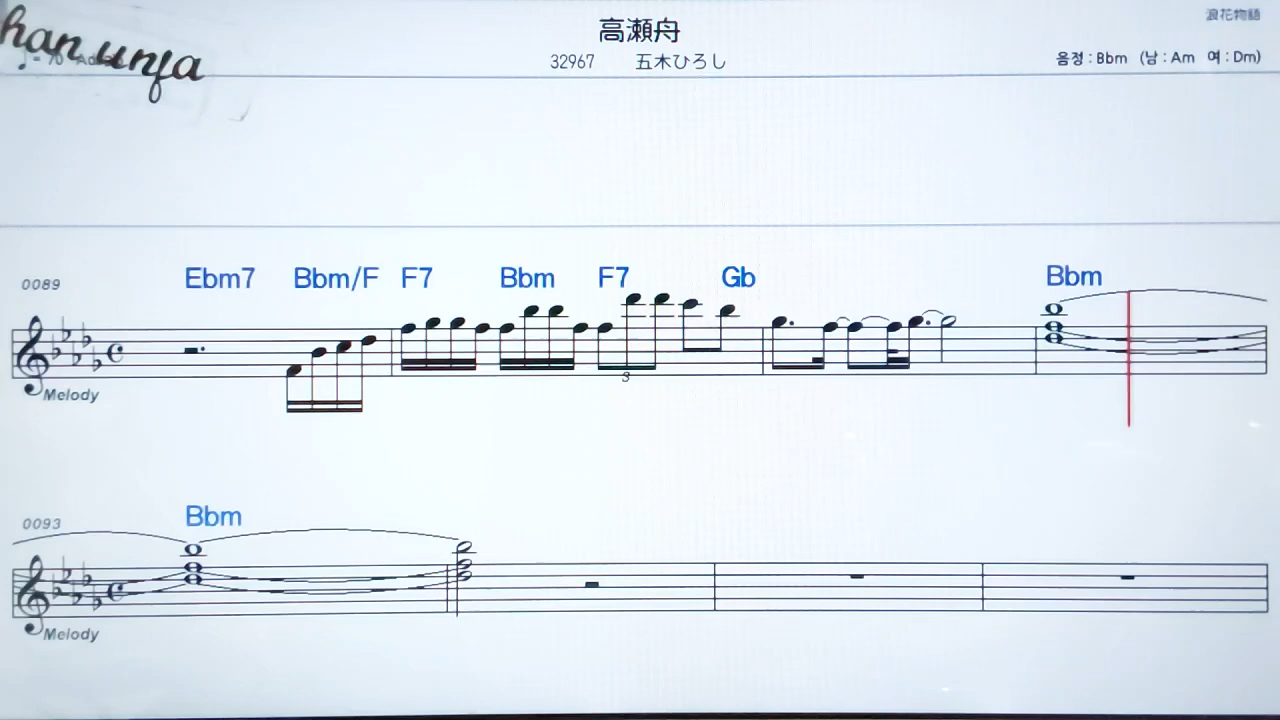 浪花物語
高瀬舟
han unfa
32967 五木ひろし
음정 : Bbm (남 : Am 여 : Dm)
0089 Ebm7 Bbm/F F7 Bbm F7 Gb Bbm
3
Melody
0093 Bbm
Melody